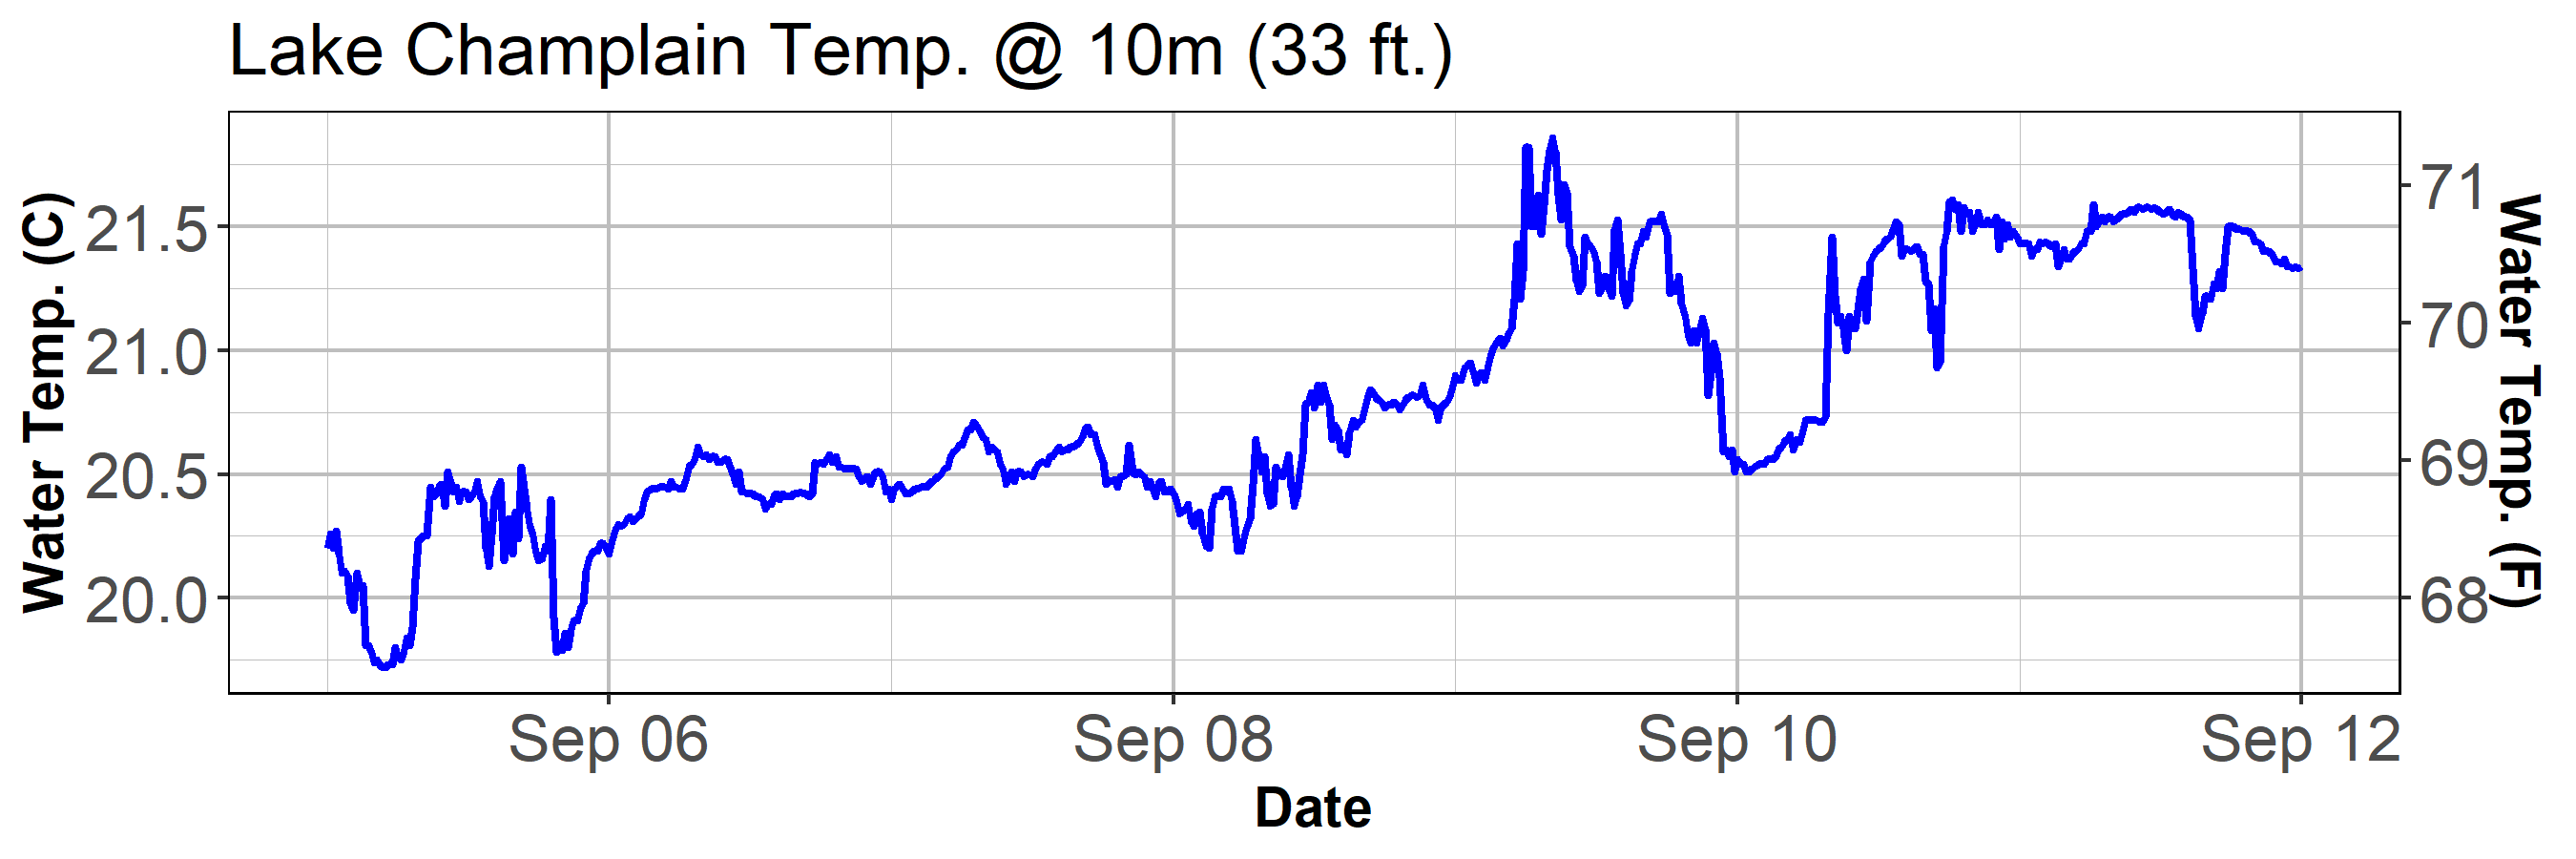 Lake Champlain Temp. @ 10m (33 ft.)
Water Temp. (C)
21.5
21.0
20.5
20.0
71
70
69
68
Water Temp. (F)
Sep 06
Sep 08
Sep 10
Sep 12
Date